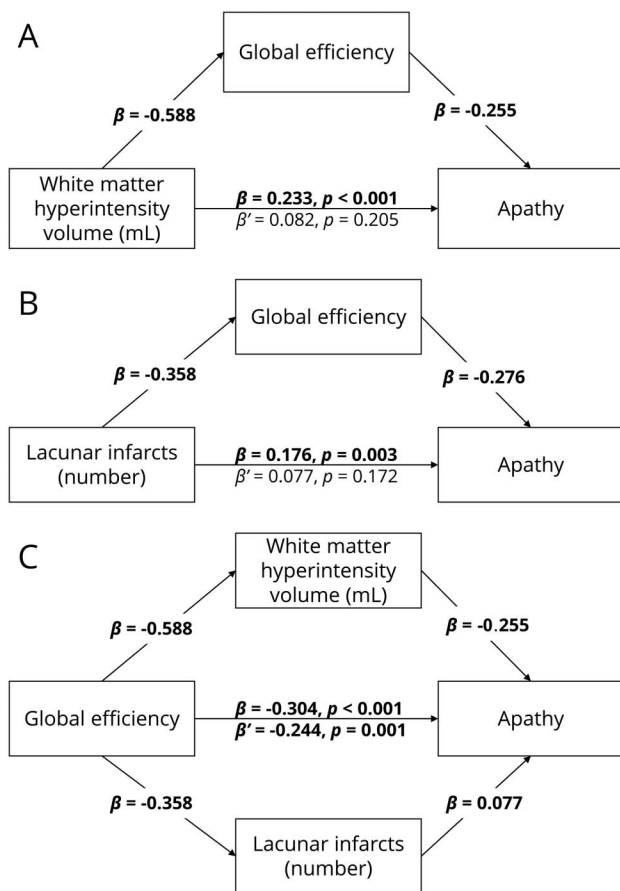 A
Global efficiency
β = -0.588
β = -0.255
White matter
hyperintensity
volume (mL)
β = 0.233, p < 0.001
β′ = 0.082, p = 0.205
Apathy
B
Global efficiency
β = -0.358
β = -0.276
Lacunar infarcts
(number)
β = 0.176, p = 0.003
β′ = 0.077, p = 0.172
Apathy
C
White matter
hyperintensity
volume (mL)
β = -0.588
β = -0.255
Global efficiency
β = -0.304, p < 0.001
β′ = -0.244, p = 0.001
Apathy
β = -0.358
β = 0.077
Lacunar infarcts
(number)